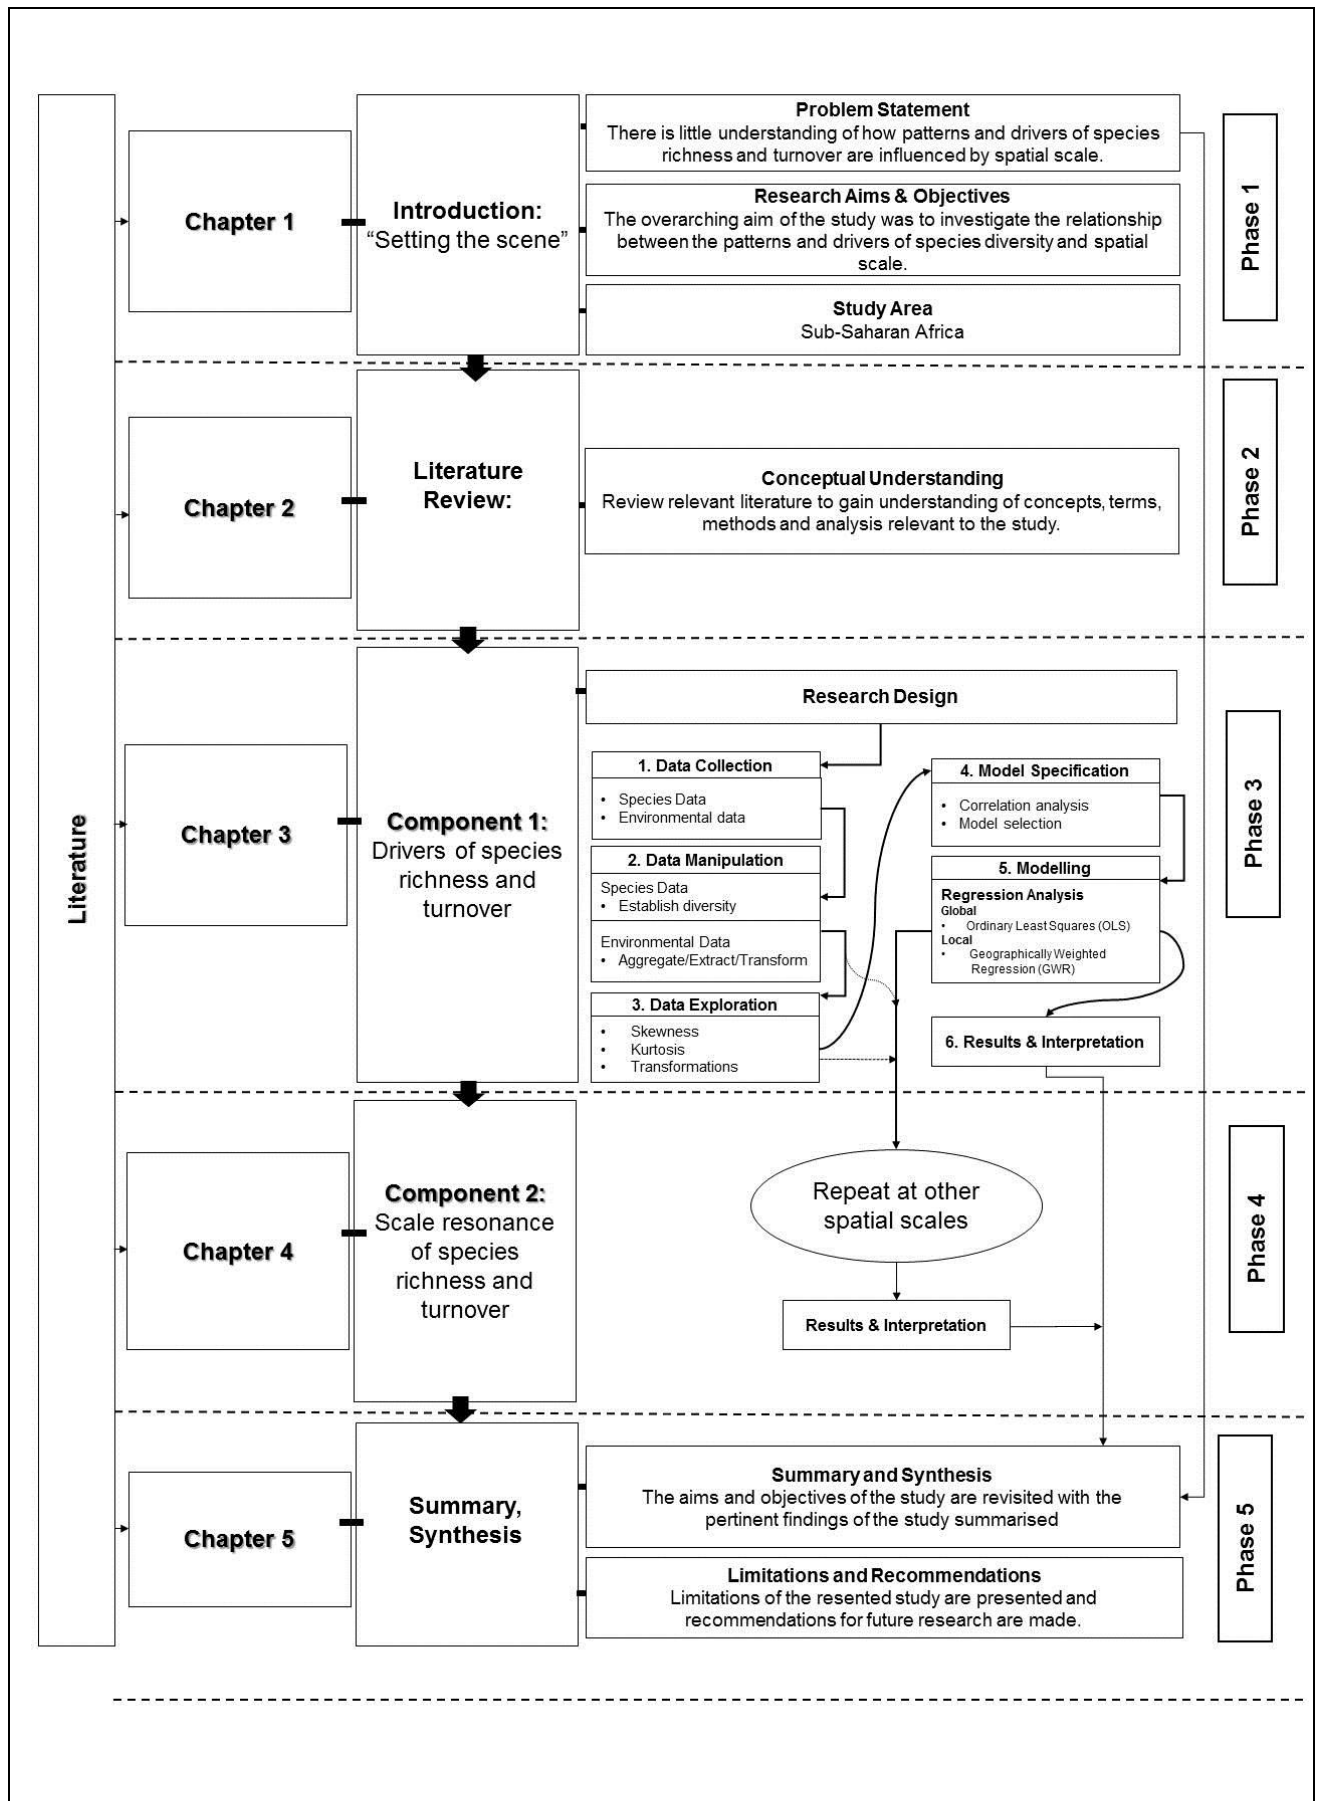 Literature
Chapter 1
Introduction:
“Setting the scene”
Problem Statement
There is little understanding of how patterns and drivers of species
richness and turnover are influenced by spatial scale.
Research Aims & Objectives
The overarching aim of the study was to investigate the relationship
between the patterns and drivers of species diversity and spatial
scale.
Study Area
Sub-Saharan Africa
Phase 1
Chapter 2
Literature
Review:
Conceptual Understanding
Review relevant literature to gain understanding of concepts, terms,
methods and analysis relevant to the study.
Phase 2
Chapter 3
Component 1:
Drivers of species
richness and
turnover
Research Design
1. Data Collection
• Species Data
• Environmental data
2. Data Manipulation
Species Data
• Establish diversity
Environmental Data
• Aggregate/Extract/Transform
3. Data Exploration
• Skewness
• Kurtosis
• Transformations
4. Model Specification
• Correlation analysis
• Model selection
5. Modelling
Regression Analysis
Global
• Ordinary Least Squares (OLS)
Local
• Geographically Weighted
Regression (GWR)
6. Results & Interpretation
Phase 3
Chapter 4
Component 2:
Scale resonance
of species
richness and
turnover
Repeat at other
spatial scales
Results & Interpretation
Phase 4
Chapter 5
Summary,
Synthesis
Summary and Synthesis
The aims and objectives of the study are revisited with the
pertinent findings of the study summarised
Limitations and Recommendations
Limitations of the resented study are presented and
recommendations for future research are made.
Phase 5